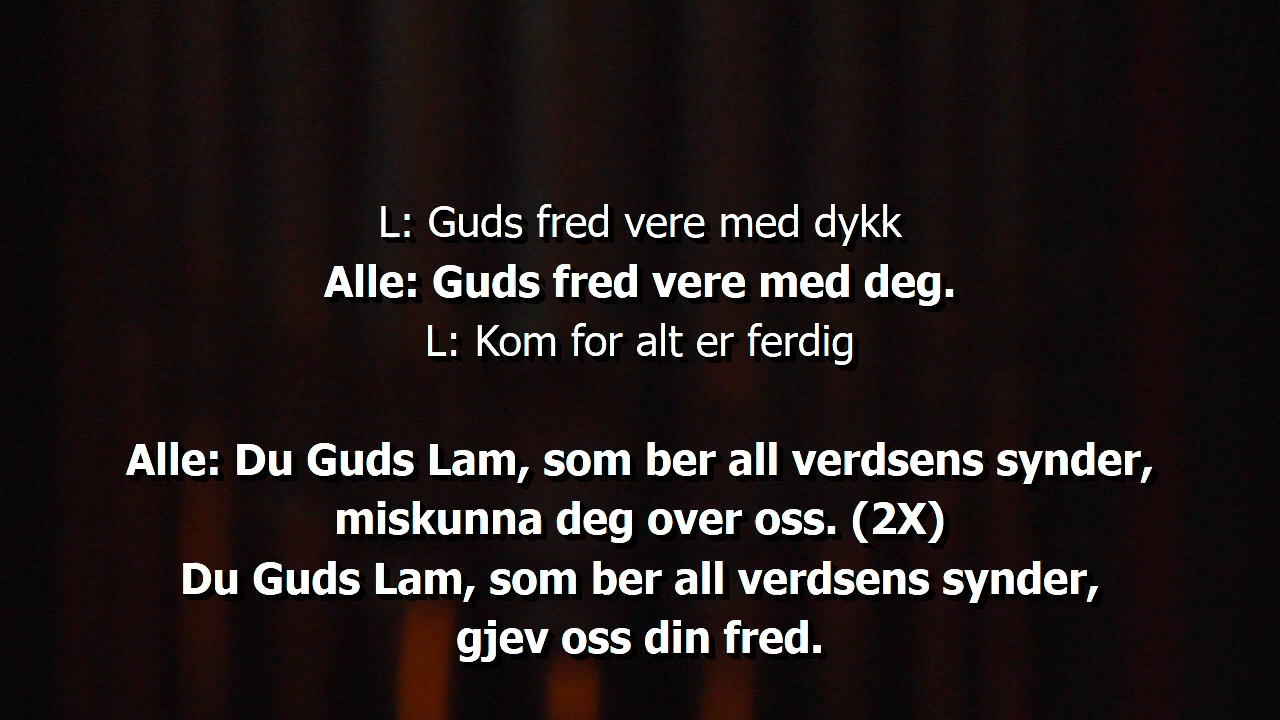 L: Guds fred vere med dykk
Alle: Guds fred vere med deg.
L: Kom for alt er ferdig
Alle: Du Guds Lam, som ber all verdsens synder,
miskunna deg over oss. (2X)
Du Guds Lam, som ber all verdsens synder,
gjev oss din fred.